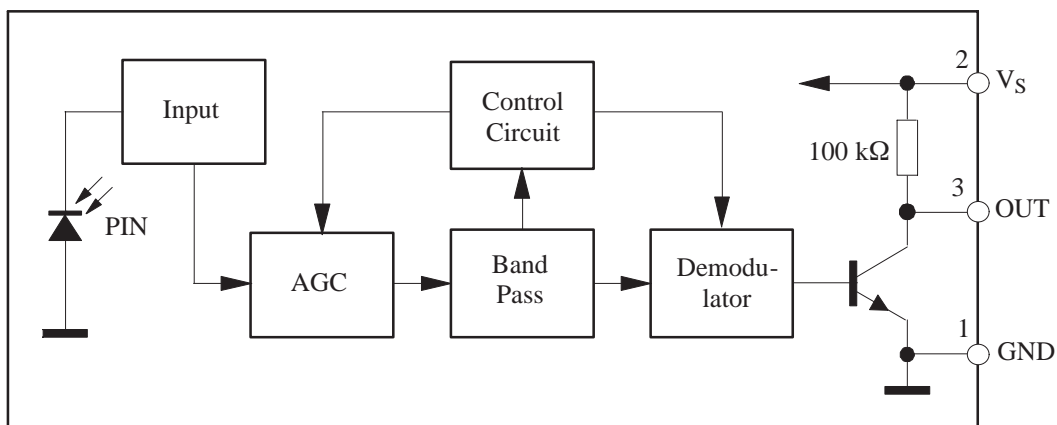 Input
PIN
AGC
Control
Circuit
Band
Pass
Demodu-
lator
100 kΩ
2
V_S
3
OUT
1
GND